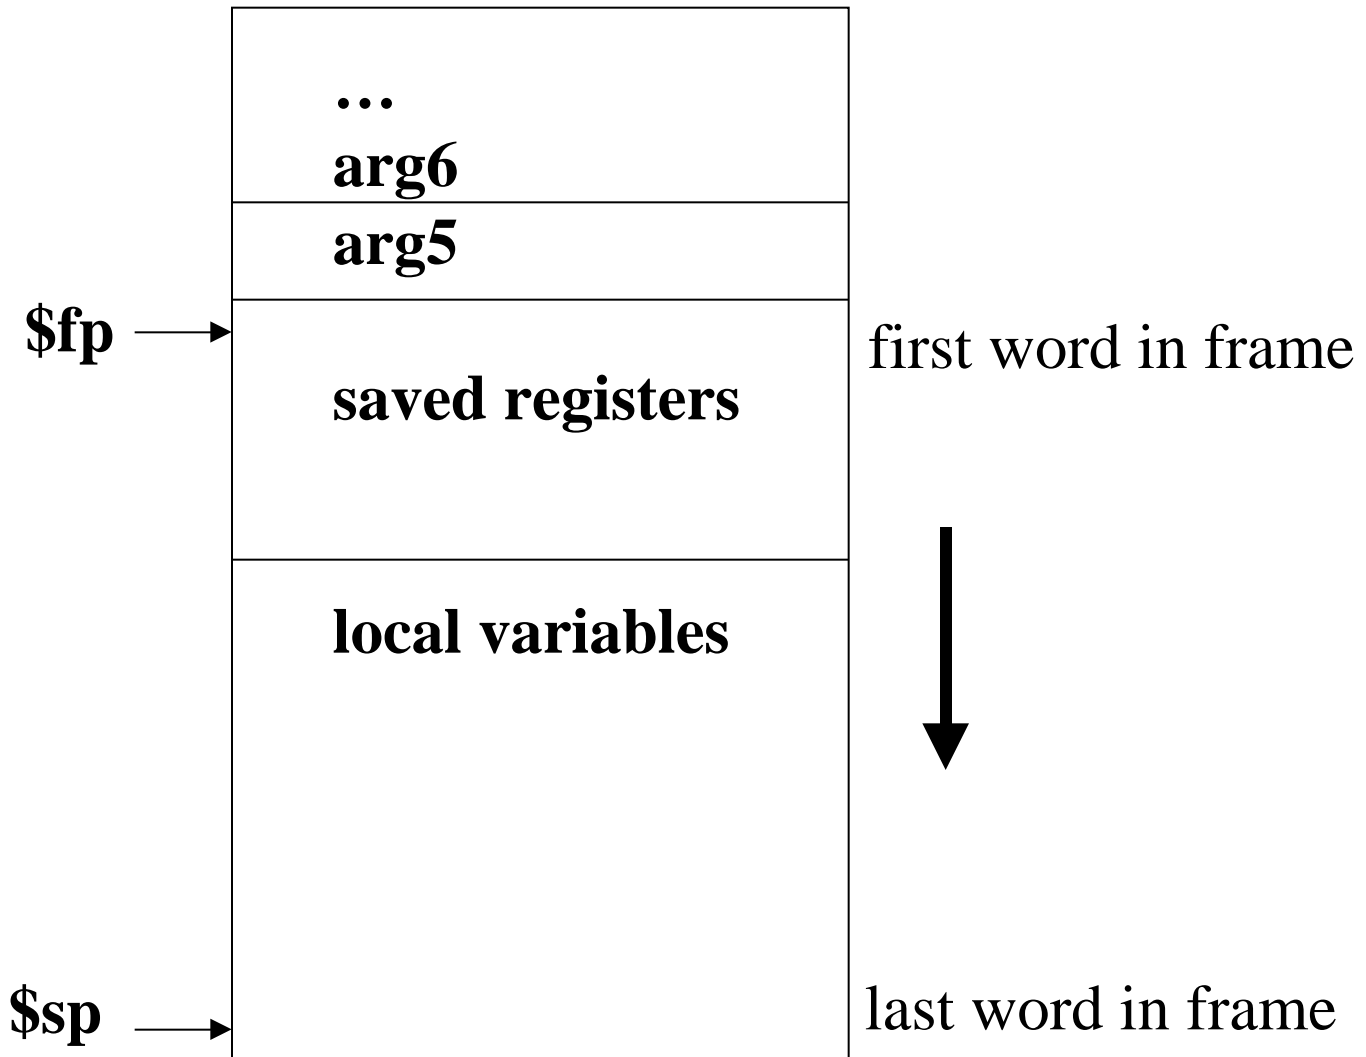 …
arg6
arg5
$fp
first word in frame
saved registers
local variables
$sp
last word in frame